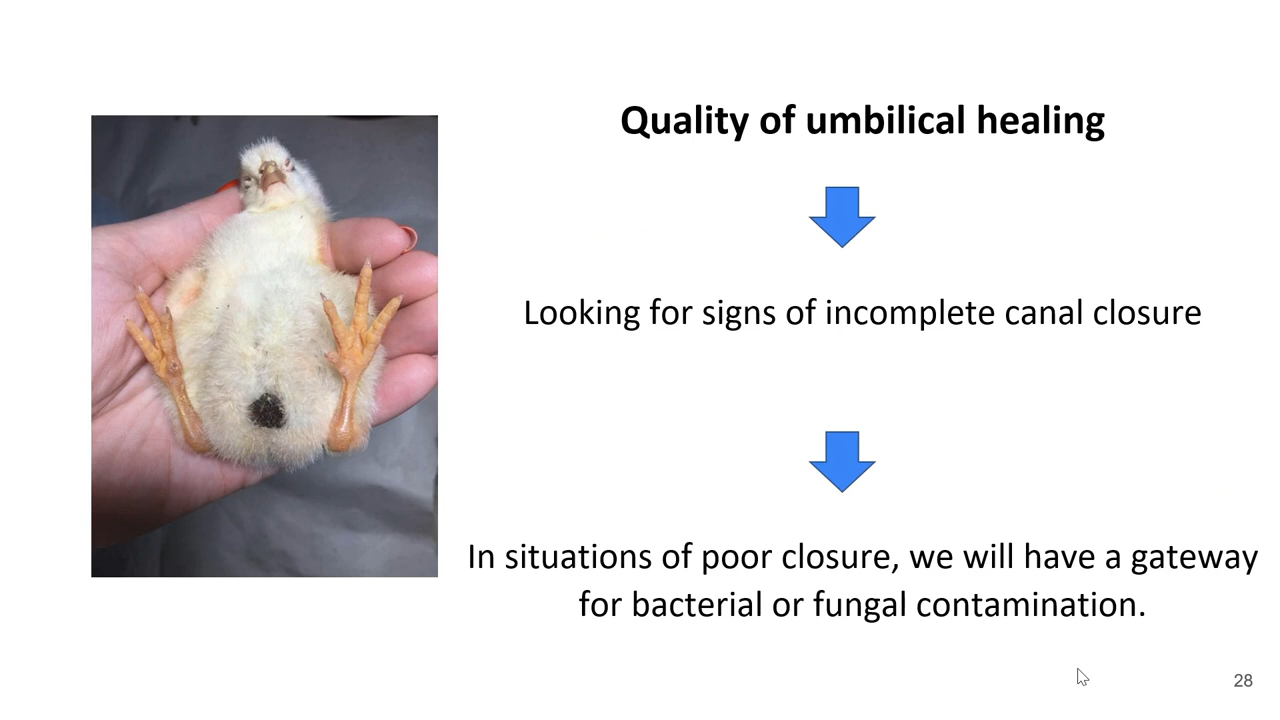 Quality of umbilical healing
Looking for signs of incomplete canal closure
In situations of poor closure, we will have a gateway
for bacterial or fungal contamination.
28